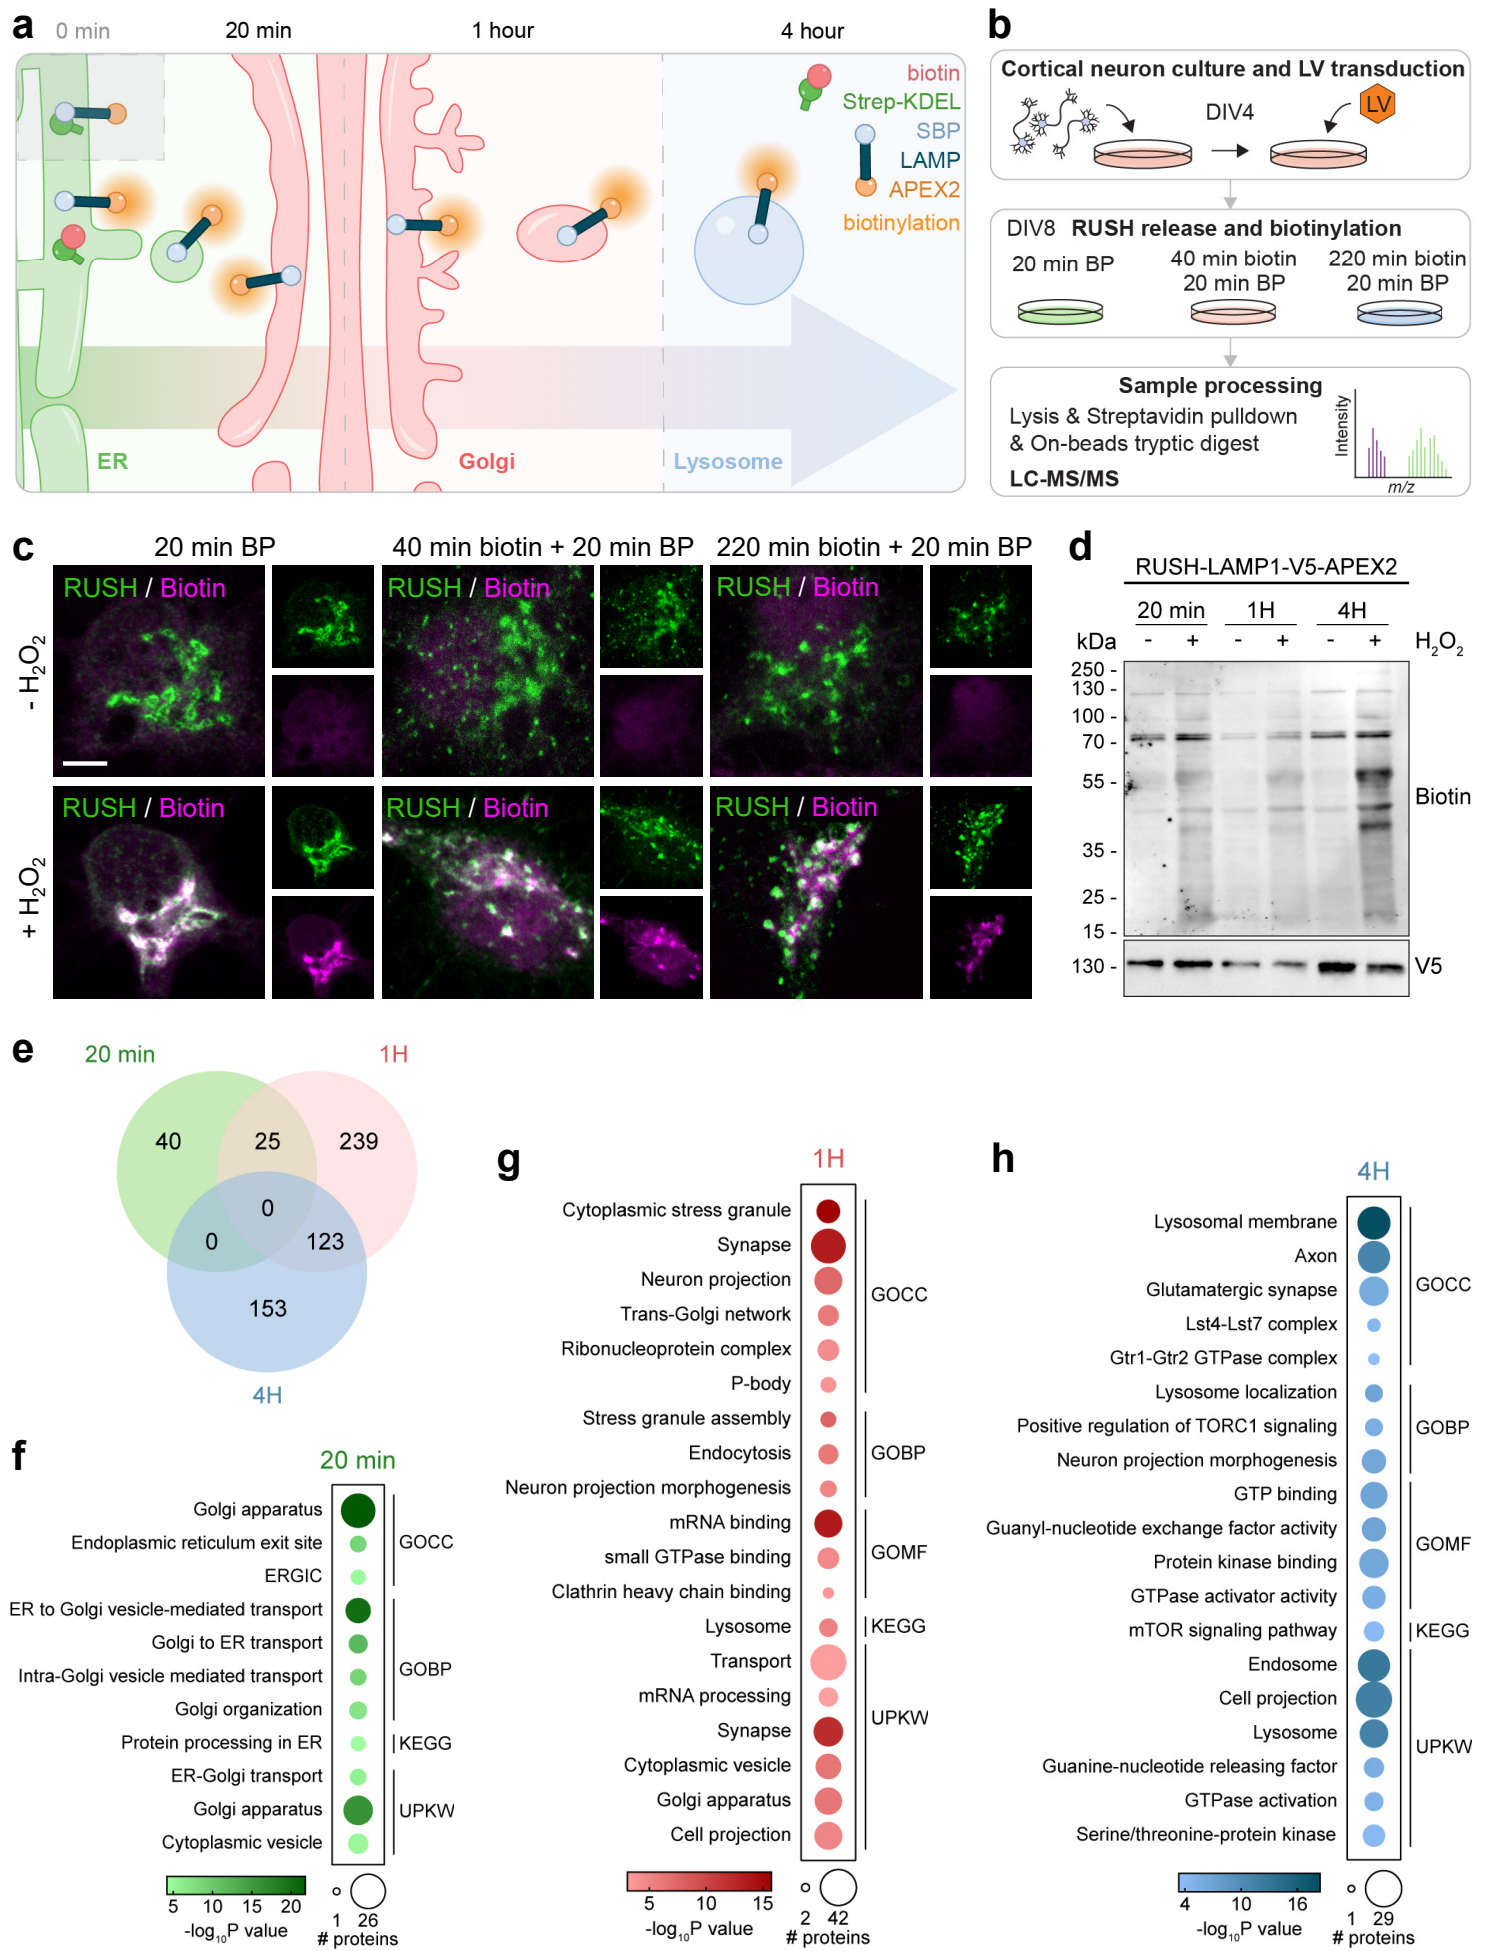 a
0 min
20 min
1 hour
4 hour
biotin
Strep-KDEL
SBP
LAMP
APEX2
biotinylation
ER
Golgi
Lysosome
b
Cortical neuron culture and LV transduction
DIV4
LV
DIV8 RUSH release and biotinylation
20 min BP
40 min biotin
20 min BP
220 min biotin
20 min BP
Sample processing
Lysis & Streptavidin pulldown
& On-beads tryptic digest
LC-MS/MS
Intensity
m/z
c
20 min BP
40 min biotin + 20 min BP
220 min biotin + 20 min BP
- H₂O₂
RUSH / Biotin
RUSH / Biotin
RUSH / Biotin
+ H₂O₂
RUSH / Biotin
RUSH / Biotin
RUSH / Biotin
d
RUSH-LAMP1-V5-APEX2
20 min 1H 4H
kDa - + - + - + H₂O₂
250 -
130 -
100 -
70 -
55 -
35 -
25 -
15 -
Biotin
130 -
V5
e
20 min
1H
40
25
239
0
0
123
153
4H
f
20 min
Golgi apparatus
Endoplasmic reticulum exit site
ERGIC
GOCC
ER to Golgi vesicle-mediated transport
Golgi to ER transport
Intra-Golgi vesicle mediated transport
Golgi organization
GOBP
Protein processing in ER
KEGG
ER-Golgi transport
Golgi apparatus
Cytoplasmic vesicle
UPKW
5 10 15 20
-log₁₀P value
1 26
# proteins
g
1H
Cytoplasmic stress granule
Synapse
Neuron projection
Trans-Golgi network
Ribonucleoprotein complex
P-body
GOCC
Stress granule assembly
Endocytosis
Neuron projection morphogenesis
GOBP
mRNA binding
small GTPase binding
Clathrin heavy chain binding
GOMF
Lysosome
KEGG
Transport
mRNA processing
Synapse
Cytoplasmic vesicle
Golgi apparatus
Cell projection
UPKW
5 10 15
-log₁₀P value
2 42
# proteins
h
4H
Lysosomal membrane
Axon
Glutamatergic synapse
Lst4-Lst7 complex
Gtr1-Gtr2 GTPase complex
GOCC
Lysosome localization
Positive regulation of TORC1 signaling
Neuron projection morphogenesis
GOBP
GTP binding
Guanyl-nucleotide exchange factor activity
Protein kinase binding
GTPase activator activity
GOMF
mTOR signaling pathway
KEGG
Endosome
Cell projection
Lysosome
Guanine-nucleotide releasing factor
GTPase activation
Serine/threonine-protein kinase
UPKW
4 10 16
-log₁₀P value
1 29
# proteins